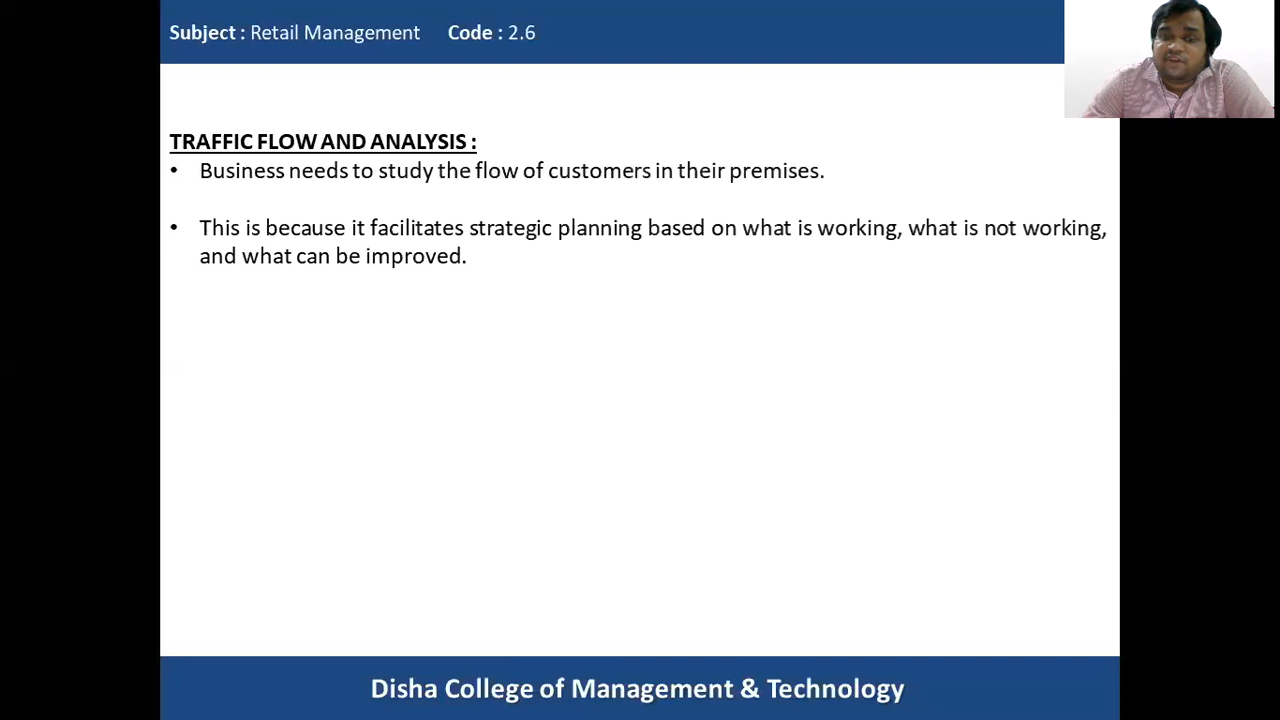 Subject : Retail Management Code : 2.6
TRAFFIC FLOW AND ANALYSIS :
• Business needs to study the flow of customers in their premises.
• This is because it facilitates strategic planning based on what is working, what is not working,
and what can be improved.
Disha College of Management & Technology